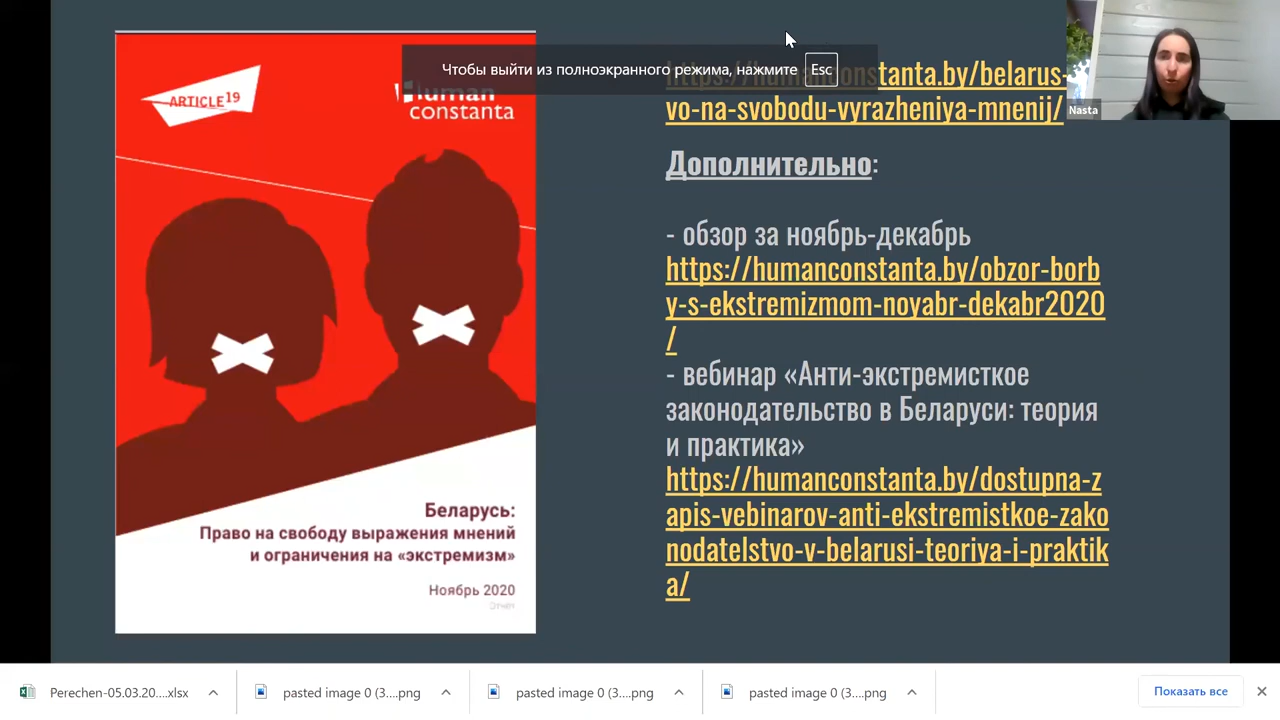 Чтобы выйти из полноэкранного режима, нажмите Esc
ARTICLE 19
human
constanta
Беларусь:
Право на свободу выражения мнений
и ограничения на «экстремизм»
Ноябрь 2020
Отчёт
https://humanconstanta.by/belarus-
vo-na-svobodu-vyrazheniya-mnenij/
Дополнительно:
- обзор за ноябрь-декабрь
https://humanconstanta.by/obzor-borb
y-s-ekstremizmom-noyabr-dekabr2020
/
- вебинар «Анти-экстремисткое
законодательство в Беларуси: теория
и практика»
https://humanconstanta.by/dostupna-z
apis-vebinarov-anti-ekstremistkoe-zako
nodatelstvo-v-belarusi-teoriya-i-praktik
a/
Nasta
Perechen-05.03.20....xlsx
pasted image 0 (3....png
pasted image 0 (3....png
pasted image 0 (3....png
Показать все